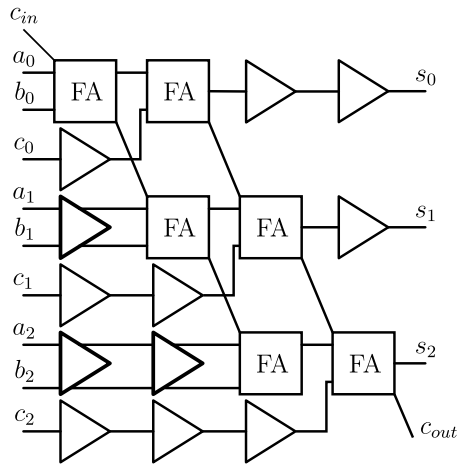 c_in
a_0
FA FA s_0
b_0
c_0
a_1
FA FA s_1
b_1
c_1
a_2
FA FA s_2
b_2
c_2
c_out